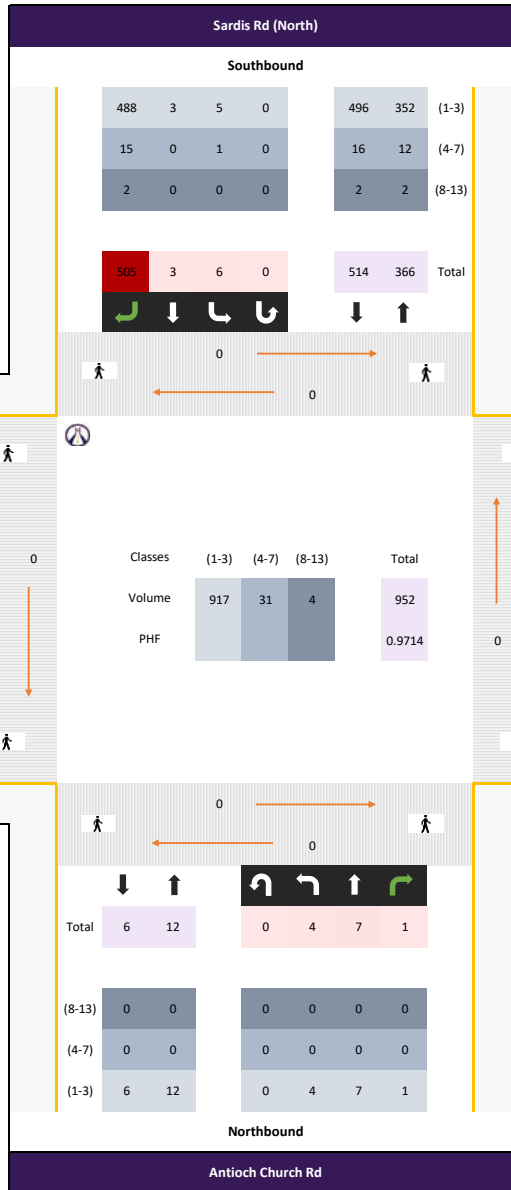 Sardis Rd (North)
Southbound
488 3 5 0 496 352 (1-3)
15 0 1 0 16 12 (4-7)
2 0 0 0 2 2 (8-13)
505 3 6 0 514 366 Total
0
0
0
Classes (1-3) (4-7) (8-13) Total
Volume 917 31 4 952
PHF 0.9714
0
0
0
Total 6 12 0 4 7 1
(8-13) 0 0 0 0 0 0
(4-7) 0 0 0 0 0 0
(1-3) 6 12 0 4 7 1
Northbound
Antioch Church Rd